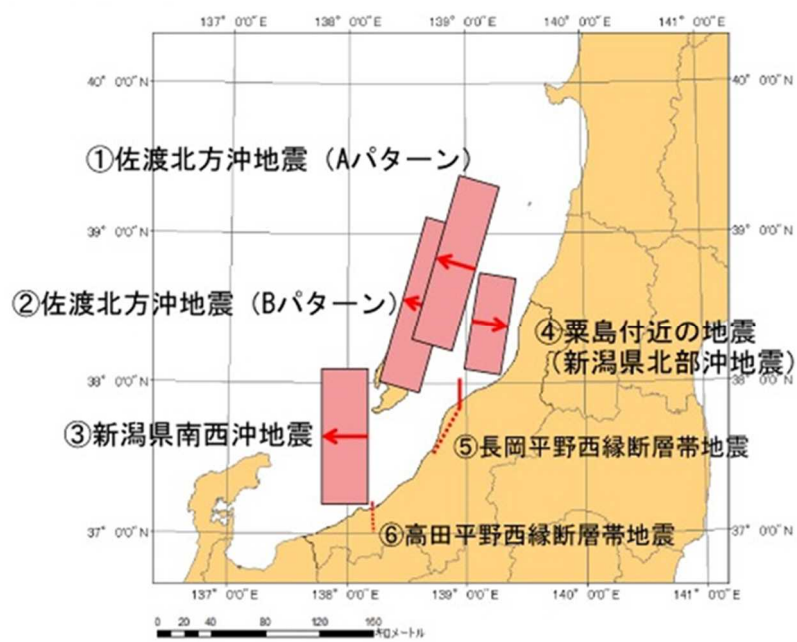 137° 0'0"E 138° 0'0"E 139° 0'0"E 140° 0'0"E 141° 0'0"E
40° 0'0"N 40° 0'0"N
①佐渡北方沖地震（Aパターン）
39° 0'0"N 39° 0'0"N
②佐渡北方沖地震（Bパターン）
④粟島付近の地震
（新潟県北部沖地震）
38° 0'0"N 38° 0'0"N
③新潟県南西沖地震
⑤長岡平野西縁断層帯地震
37° 0'0"N 37° 0'0"N
⑥高田平野西縁断層帯地震
137° 0'0"E 138° 0'0"E 139° 0'0"E 140° 0'0"E 141° 0'0"E
0 20 40 80 120 160
キロメートル